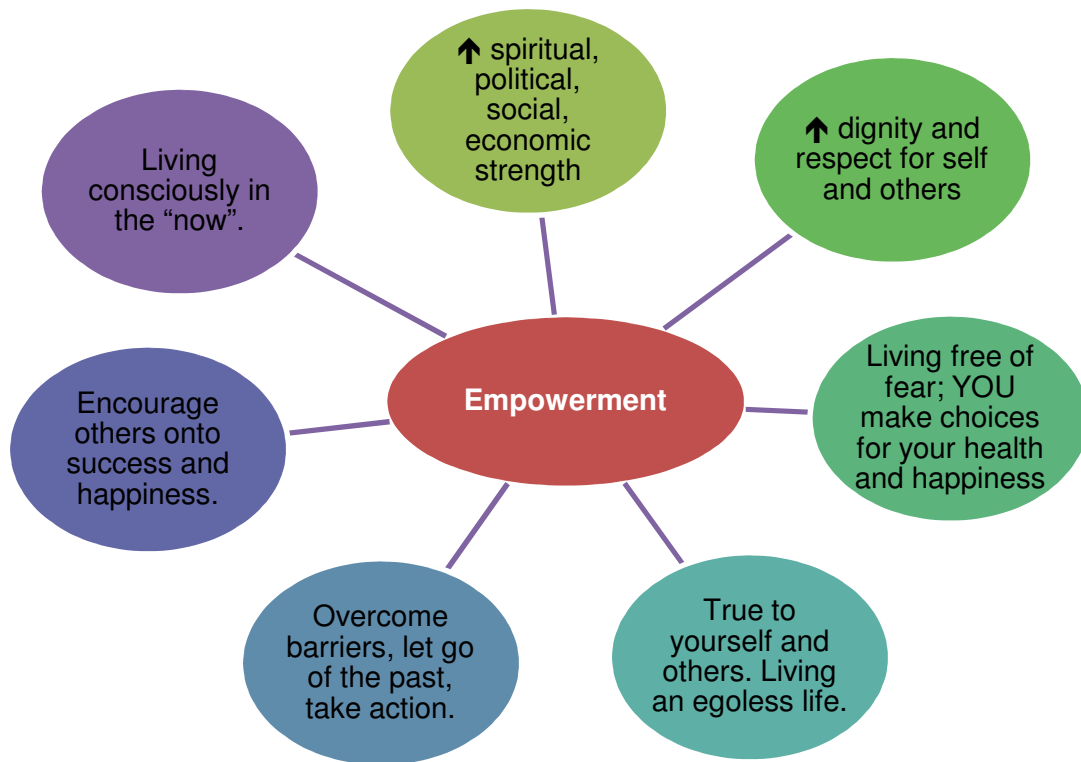 🡹 spiritual,
political,
social,
economic
strength
🡹 dignity and
respect for self
and others
Living free of
fear; YOU
make choices
for your health
and happiness
True to
yourself and
others. Living
an egoless life.
Overcome
barriers, let go
of the past,
take action.
Encourage
others onto
success and
happiness.
Living
consciously in
the “now”.
Empowerment